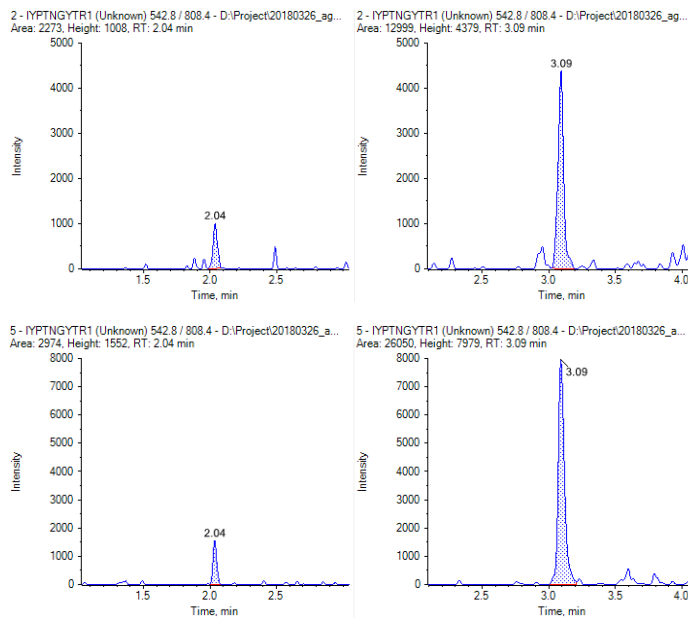 2 - IYPTNGYTR1 (Unknown) 542.8 / 808.4 - D:\Project\20180326_ag...
Area: 2273, Height: 1008, RT: 2.04 min
5000
4000
3000
2000
1000
0
Intensity
2.04
1.5 2.0 2.5
Time, min
2 - IYPTNGYTR1 (Unknown) 542.8 / 808.4 - D:\Project\20180326_ag...
Area: 12999, Height: 4379, RT: 3.09 min
5000
4000
3000
2000
1000
0
Intensity
3.09
2.5 3.0 3.5 4.0
Time, min
5 - IYPTNGYTR1 (Unknown) 542.8 / 808.4 - D:\Project\20180326_a...
Area: 2974, Height: 1552, RT: 2.04 min
8000
7000
6000
5000
4000
3000
2000
1000
0
Intensity
2.04
1.5 2.0 2.5
Time, min
5 - IYPTNGYTR1 (Unknown) 542.8 / 808.4 - D:\Project\20180326_a...
Area: 26050, Height: 7979, RT: 3.09 min
8000
7000
6000
5000
4000
3000
2000
1000
0
Intensity
3.09
2.5 3.0 3.5 4.0
Time, min